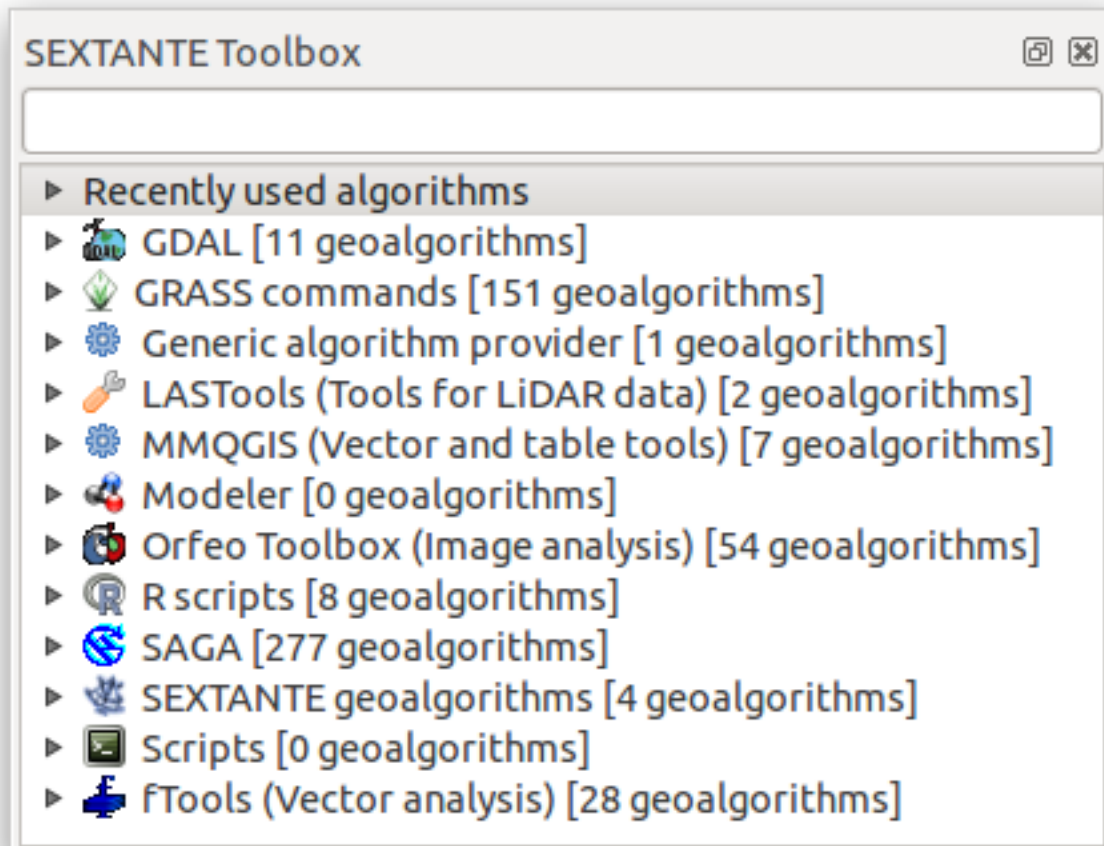 SEXTANTE Toolbox
Recently used algorithms
GDAL [11 geoalgorithms]
GRASS commands [151 geoalgorithms]
Generic algorithm provider [1 geoalgorithms]
LASTools (Tools for LiDAR data) [2 geoalgorithms]
MMQGIS (Vector and table tools) [7 geoalgorithms]
Modeler [0 geoalgorithms]
Orfeo Toolbox (Image analysis) [54 geoalgorithms]
R scripts [8 geoalgorithms]
SAGA [277 geoalgorithms]
SEXTANTE geoalgorithms [4 geoalgorithms]
Scripts [0 geoalgorithms]
fTools (Vector analysis) [28 geoalgorithms]